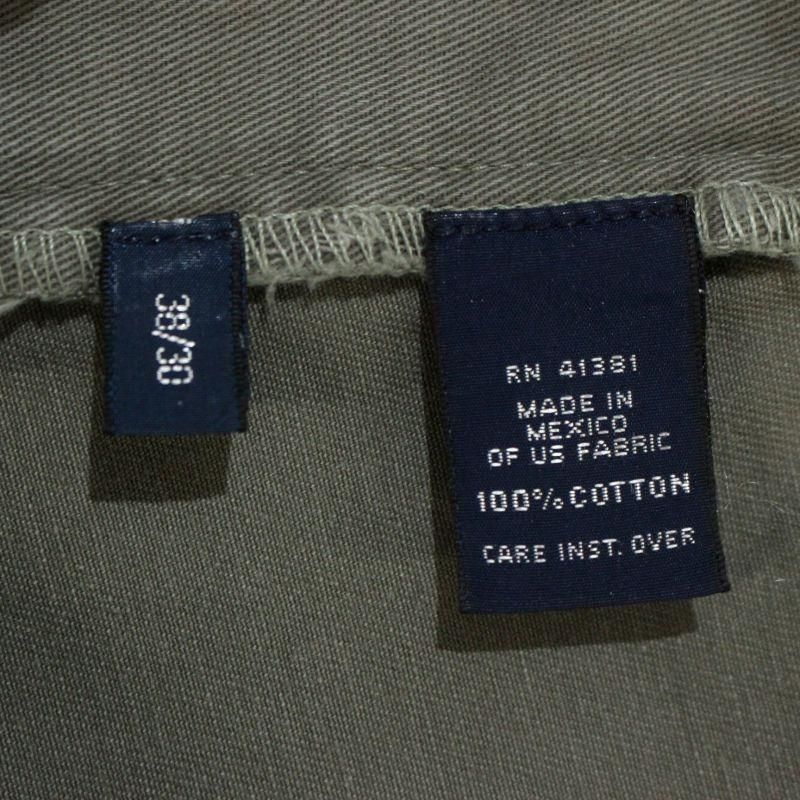 38/30
RN 41381
MADE IN
MEXICO
OF US FABRIC
100% COTTON
CARE INST. OVER